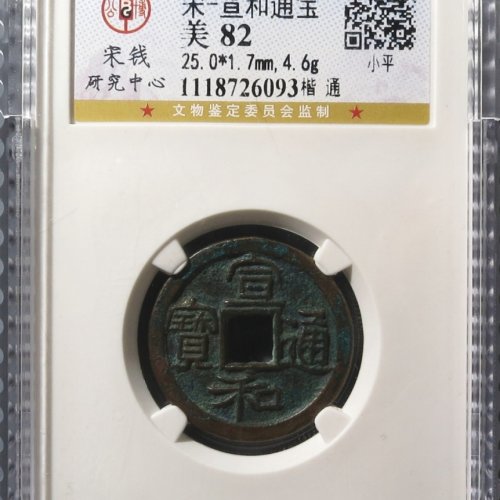 宋-宣和通宝
美 82
25.0*1.7mm,4.6g
1118726093楷 通
宋钱
研究中心
小平
★ 文物鉴定委员会监制 ★
宣和通寳